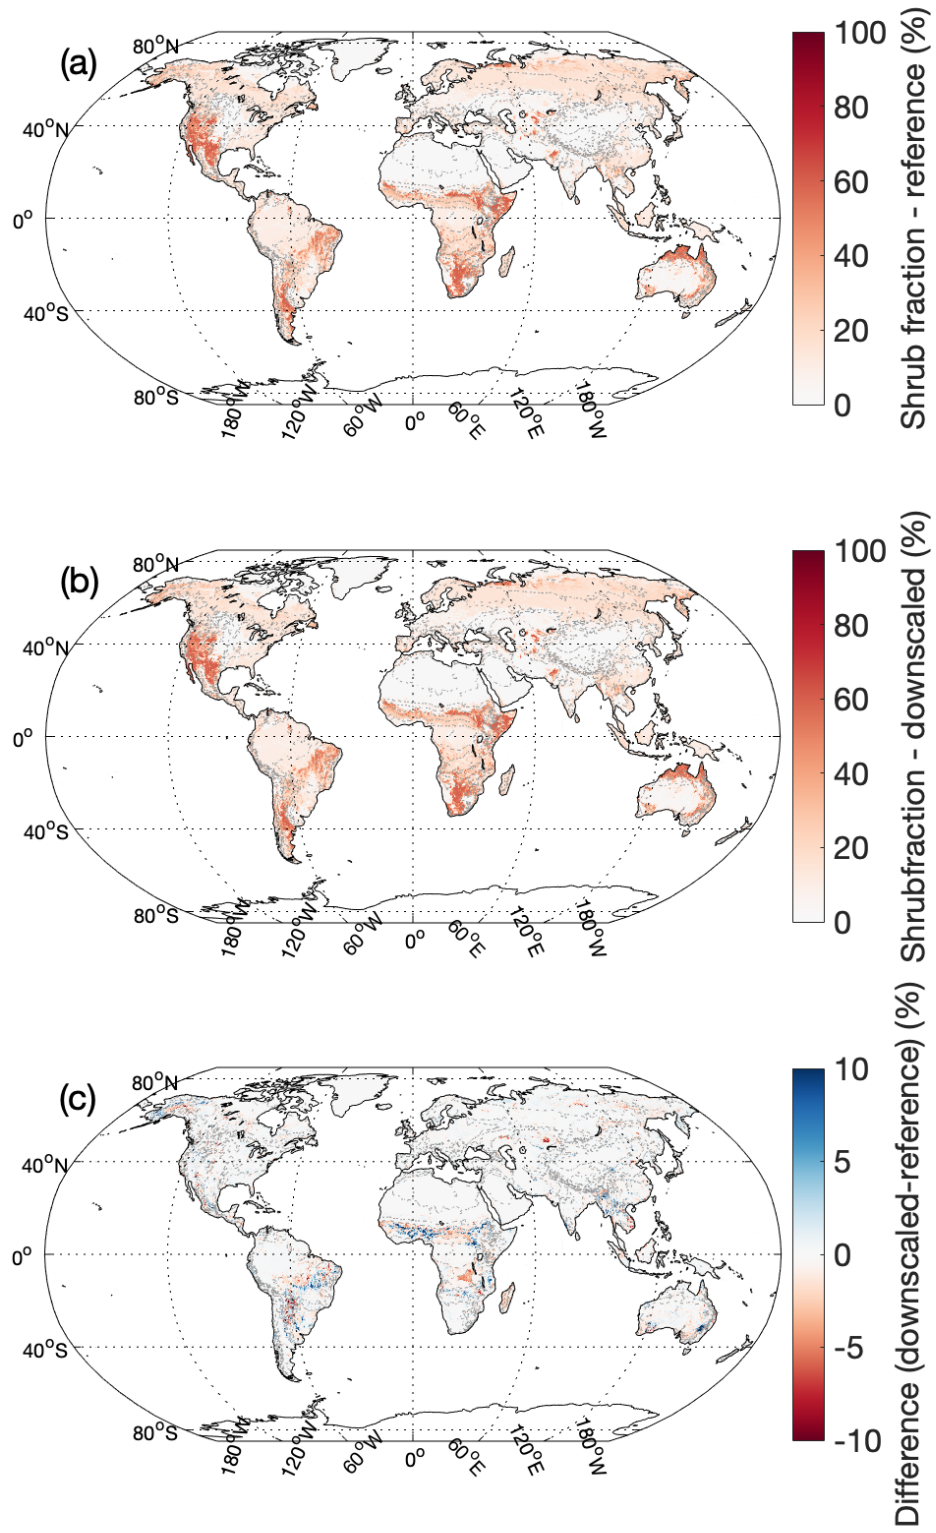 (a)
80°N
40°N
0°
40°S
80°S
180°W
120°W
60°W
0°
60°E
120°E
180°W
100
80
60
40
20
0
Shrub fraction - reference (%)
(b)
80°N
40°N
0°
40°S
80°S
180°W
120°W
60°W
0°
60°E
120°E
180°W
100
80
60
40
20
0
Shrubfraction - downscaled (%)
(c)
80°N
40°N
0°
40°S
80°S
180°W
120°W
60°W
0°
60°E
120°E
180°W
10
5
0
-5
-10
Difference (downscaled-reference) (%)